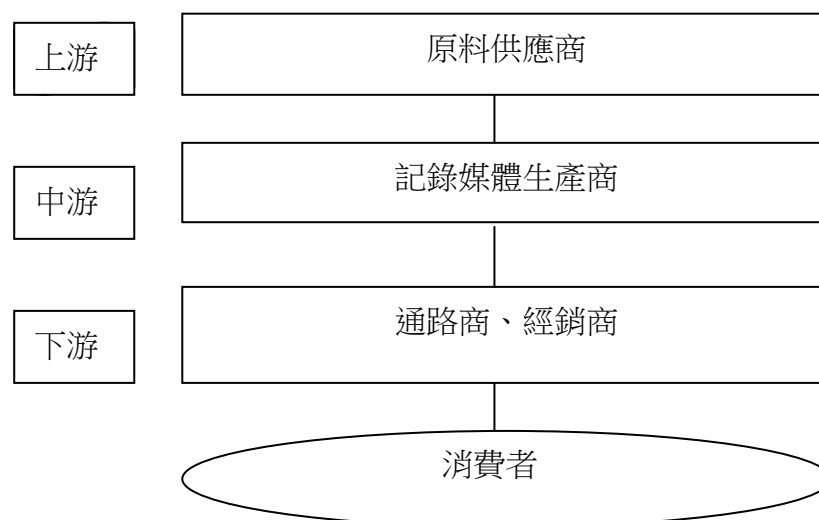 上游
原料供應商
中游
記錄媒體生產商
下游
通路商、經銷商
消費者